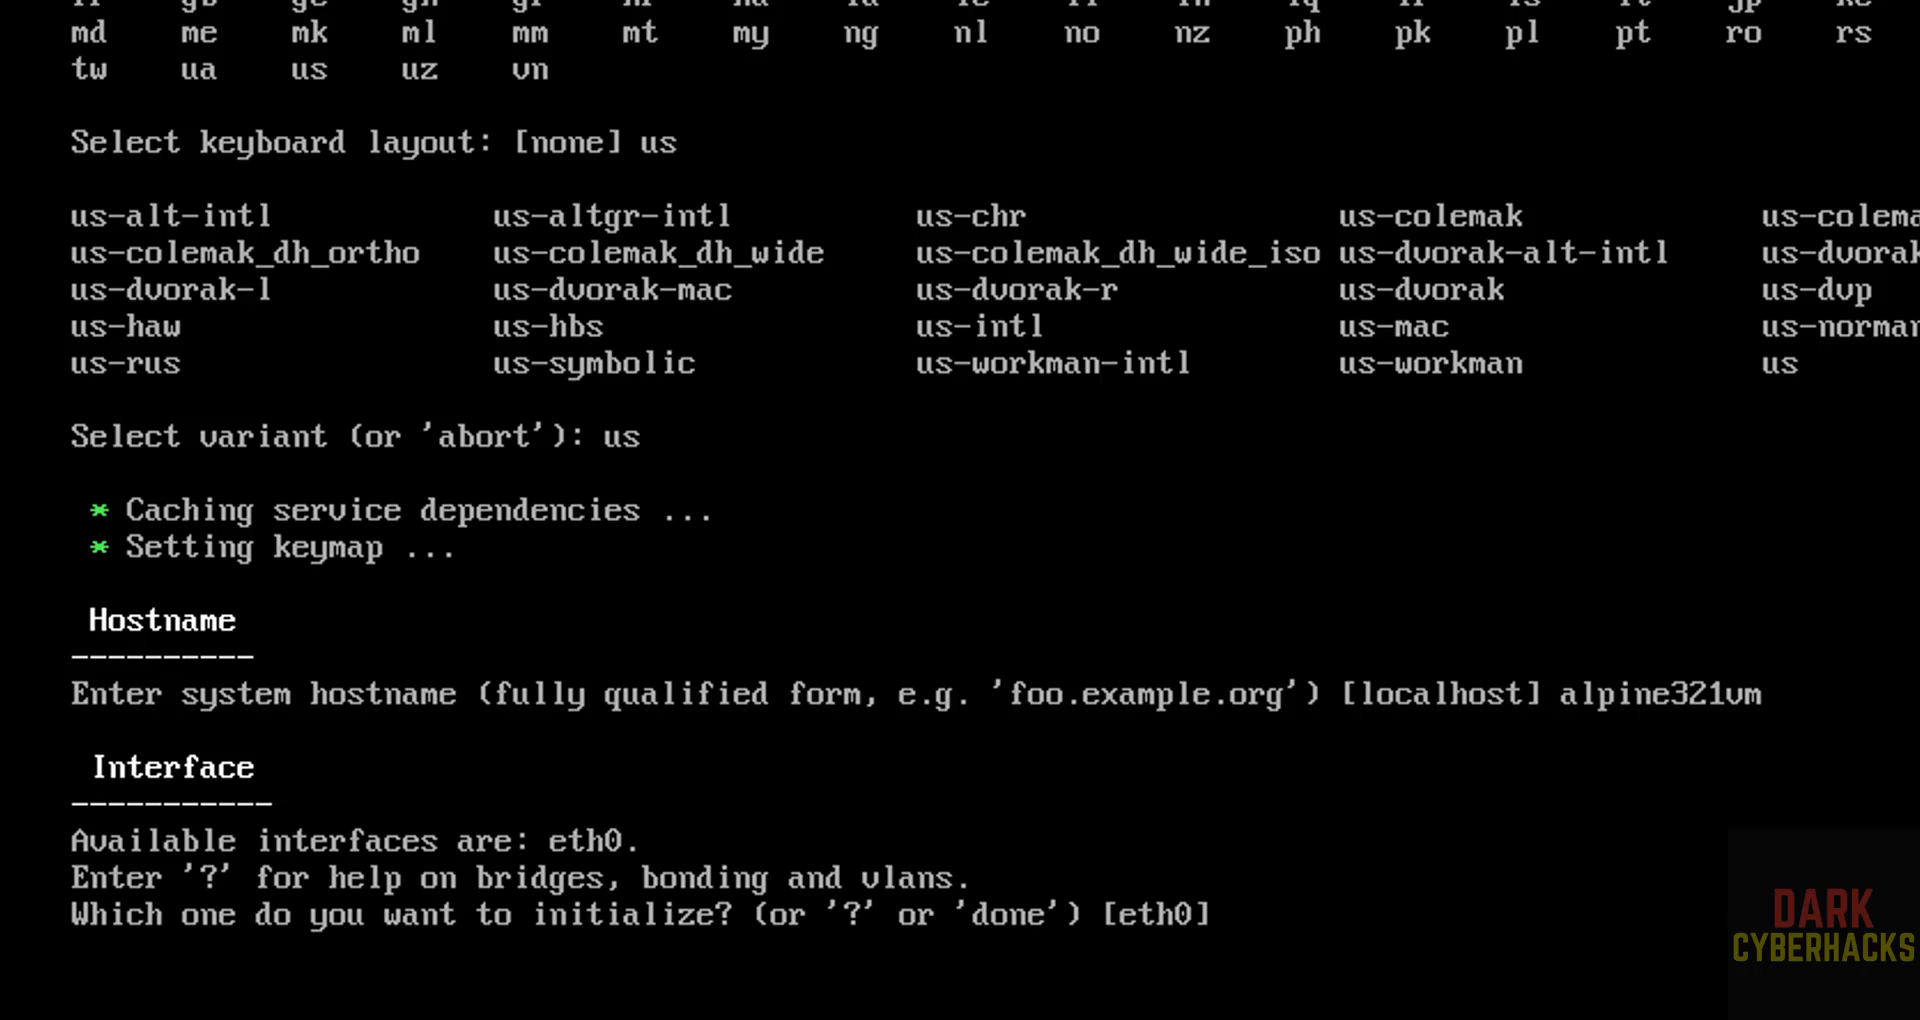 md me mk ml mm mt my ng nl no nz ph pk pl pt ro rs
tw ua us uz vn
Select keyboard layout: [none] us
us-alt-intl us-altgr-intl us-chr us-colemak
us-colemak_dh_ortho us-colemak_dh_wide us-colemak_dh_wide_iso us-dvorak-alt-intl
us-dvorak-l us-dvorak-mac us-dvorak-r us-dvorak us-dvp
us-haw us-hbs us-intl us-mac
us-rus us-symbolic us-workman-intl us-workman us
Select variant (or 'abort'): us
* Caching service dependencies ...
* Setting keymap ...
Hostname
----------
Enter system hostname (fully qualified form, e.g. 'foo.example.org') [localhost] alpine321vm
Interface
-----------
Available interfaces are: eth0.
Enter '?' for help on bridges, bonding and vlans.
Which one do you want to initialize? (or '?' or 'done') [eth0]
DARK
CYBERHACKS